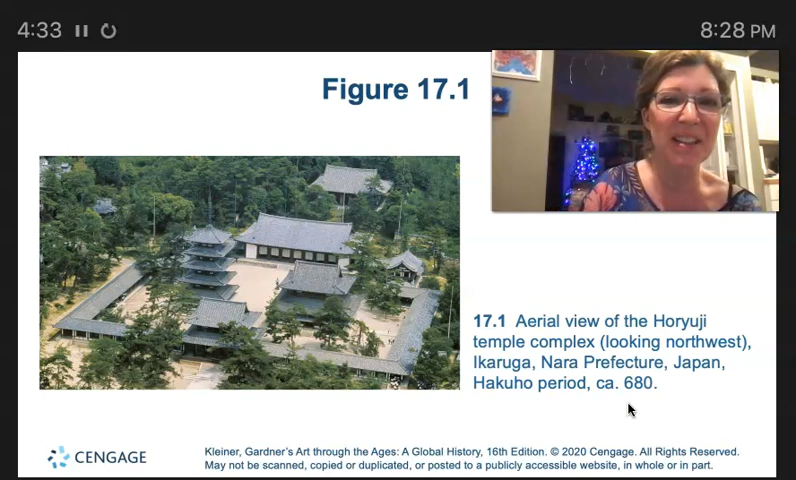 4:33
8:28 PM
Figure 17.1
17.1 Aerial view of the Horyuji
temple complex (looking northwest),
Ikaruga, Nara Prefecture, Japan,
Hakuho period, ca. 680.
CENGAGE
Kleiner, Gardner's Art through the Ages: A Global History, 16th Edition. © 2020 Cengage. All Rights Reserved.
May not be scanned, copied or duplicated, or posted to a publicly accessible website, in whole or in part.